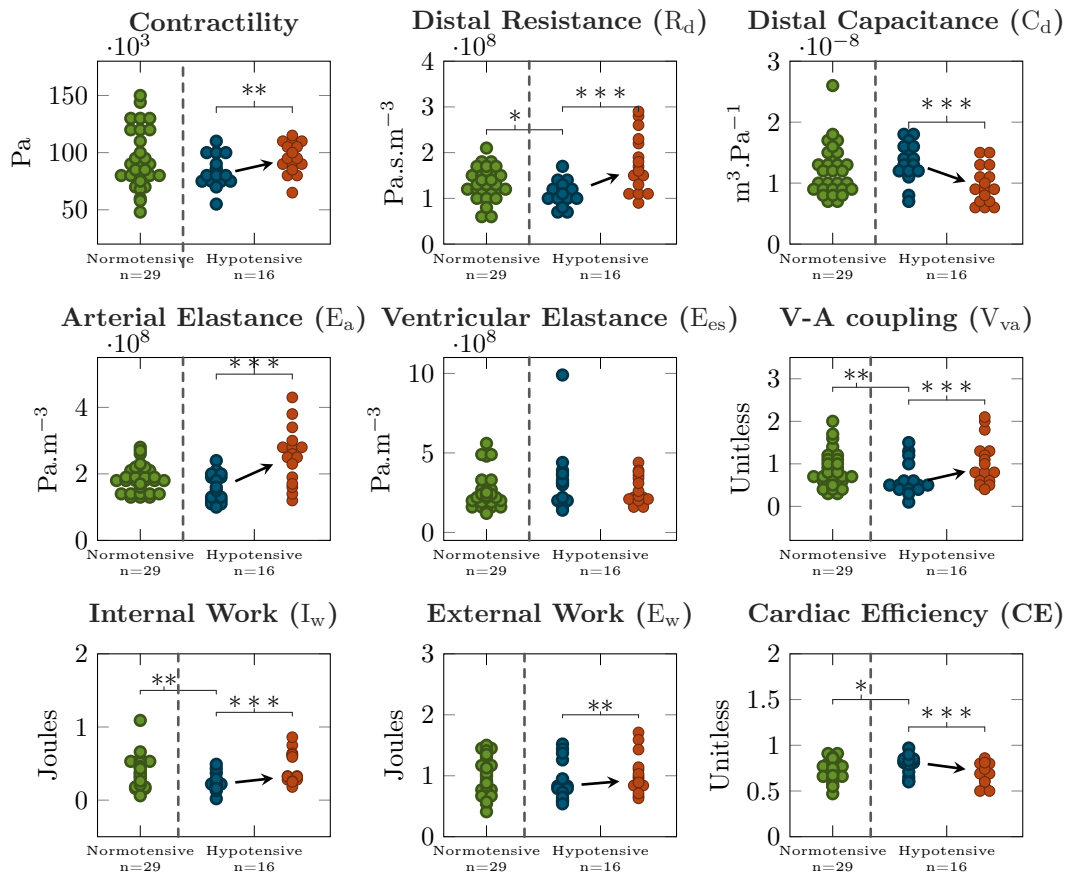 Contractility
·10³
150
100
50
Pa
**
Normotensive
n=29
Hypotensive
n=16
Distal Resistance (R_d)
·10⁸
4
3
2
1
0
Pa.s.m⁻³
*
***
Normotensive
n=29
Hypotensive
n=16
Distal Capacitance (C_d)
·10⁻⁸
3
2
1
0
m³.Pa⁻¹
***
Normotensive
n=29
Hypotensive
n=16
Arterial Elastance (E_a)
·10⁸
4
2
0
Pa.m⁻³
***
Normotensive
n=29
Hypotensive
n=16
Ventricular Elastance (E_es)
·10⁸
10
5
0
Pa.m⁻³
Normotensive
n=29
Hypotensive
n=16
V-A coupling (V_va)
3
2
1
0
Unitless
**
***
Normotensive
n=29
Hypotensive
n=16
Internal Work (I_w)
2
1
0
Joules
**
***
Normotensive
n=29
Hypotensive
n=16
External Work (E_w)
3
2
1
0
Joules
**
Normotensive
n=29
Hypotensive
n=16
Cardiac Efficiency (CE)
2
1.5
1
0.5
0
Unitless
*
***
Normotensive
n=29
Hypotensive
n=16